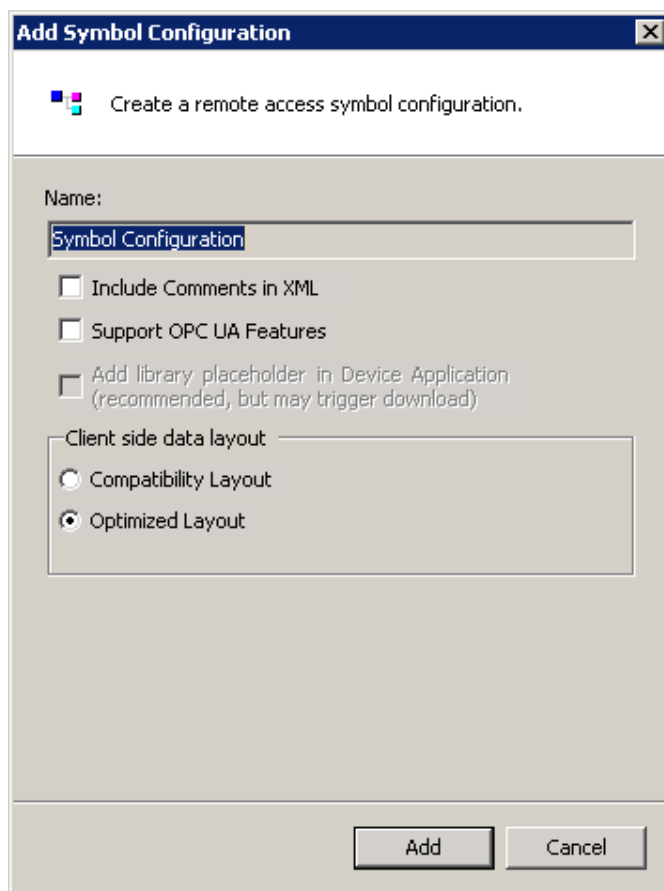 Add Symbol Configuration
Create a remote access symbol configuration.
Name:
Symbol Configuration
Include Comments in XML
Support OPC UA Features
Add library placeholder in Device Application
(recommended, but may trigger download)
Client side data layout
Compatibility Layout
Optimized Layout
Add
Cancel